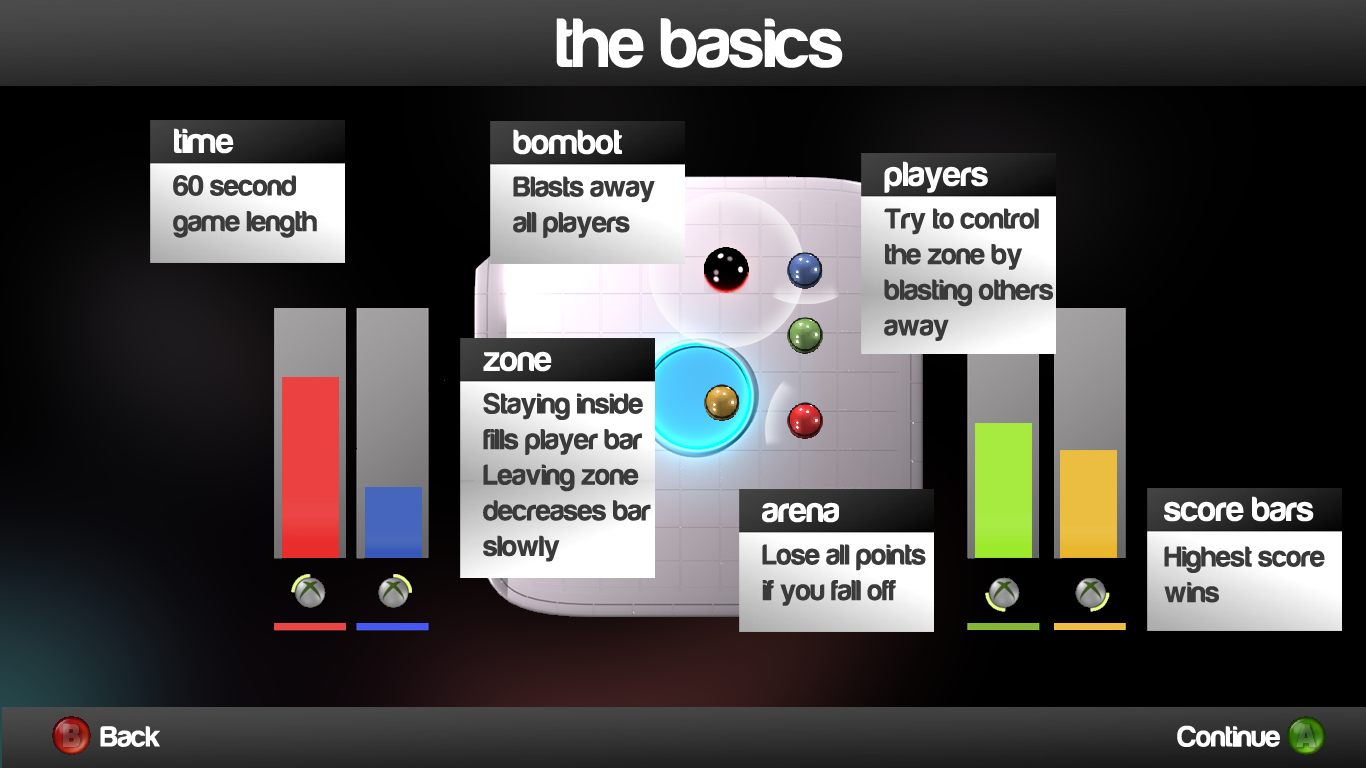 the basics
time
60 second
game length
bombot
Blasts away
all players
players
Try to control
the zone by
blasting others
away
zone
Staying inside
fills player bar
Leaving zone
decreases bar
slowly
arena
Lose all points
if you fall off
score bars
Highest score
wins
B Back
Continue A